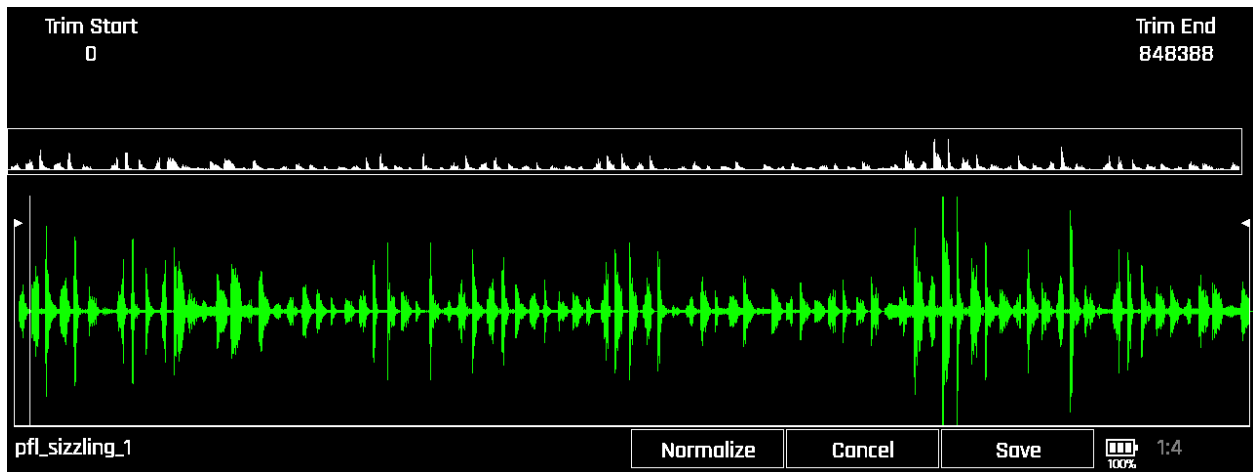 Trim Start
0
Trim End
848388
pfl_sizzling_1
Normalize
Cancel
Save
100%
1:4